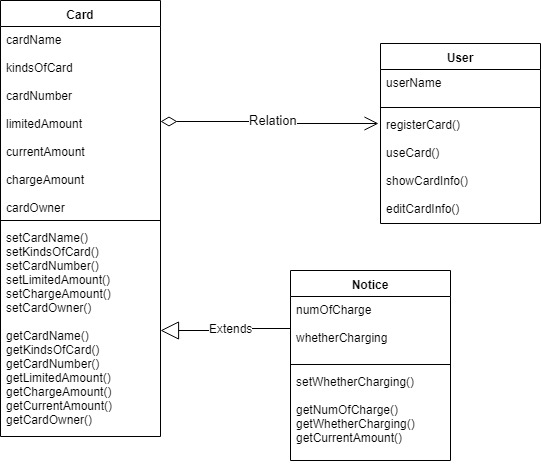 Card
cardName
kindsOfCard
cardNumber
limitedAmount
currentAmount
chargeAmount
cardOwner
setCardName()
setKindsOfCard()
setCardNumber()
setLimitedAmount()
setChargeAmount()
setCardOwner()
getCardName()
getKindsOfCard()
getCardNumber()
getLimitedAmount()
getChargeAmount()
getCurrentAmount()
getCardOwner()
Relation
User
userName
registerCard()
useCard()
showCardInfo()
editCardInfo()
Extends
Notice
numOfCharge
whetherCharging
setWhetherCharging()
getNumOfCharge()
getWhetherCharging()
getCurrentAmount()